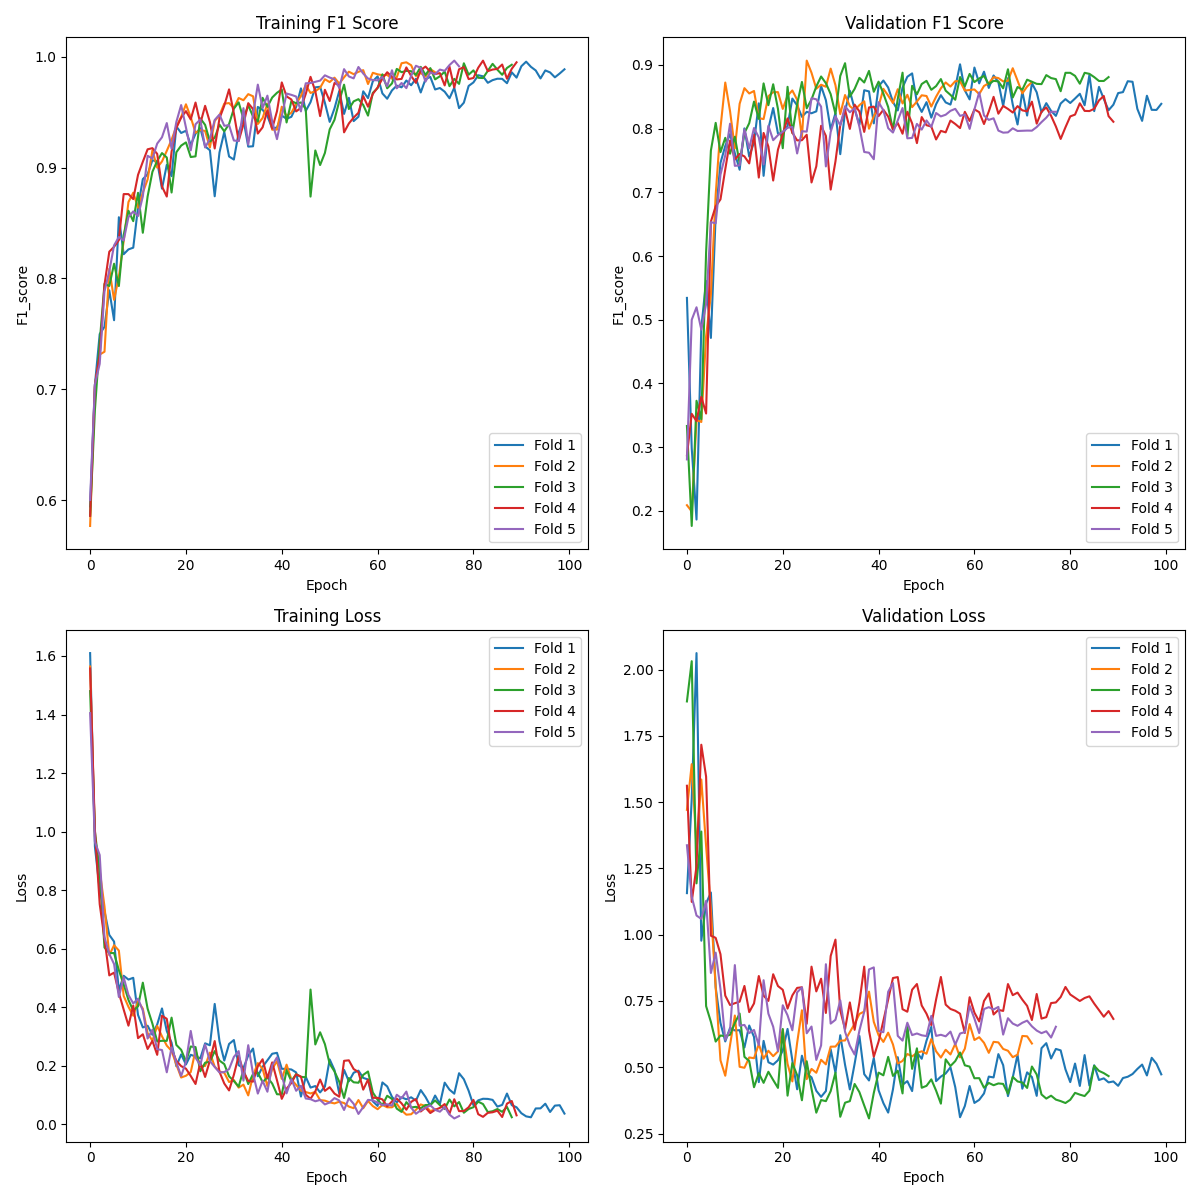 Training F1 Score
F1_score
1.0
0.9
0.8
0.7
0.6
0
20
40
60
80
100
Epoch
Fold 1
Fold 2
Fold 3
Fold 4
Fold 5
Validation F1 Score
F1_score
0.9
0.8
0.7
0.6
0.5
0.4
0.3
0.2
0
20
40
60
80
100
Epoch
Fold 1
Fold 2
Fold 3
Fold 4
Fold 5
Training Loss
Loss
1.6
1.4
1.2
1.0
0.8
0.6
0.4
0.2
0.0
0
20
40
60
80
100
Epoch
Fold 1
Fold 2
Fold 3
Fold 4
Fold 5
Validation Loss
Loss
2.00
1.75
1.50
1.25
1.00
0.75
0.50
0.25
0
20
40
60
80
100
Epoch
Fold 1
Fold 2
Fold 3
Fold 4
Fold 5